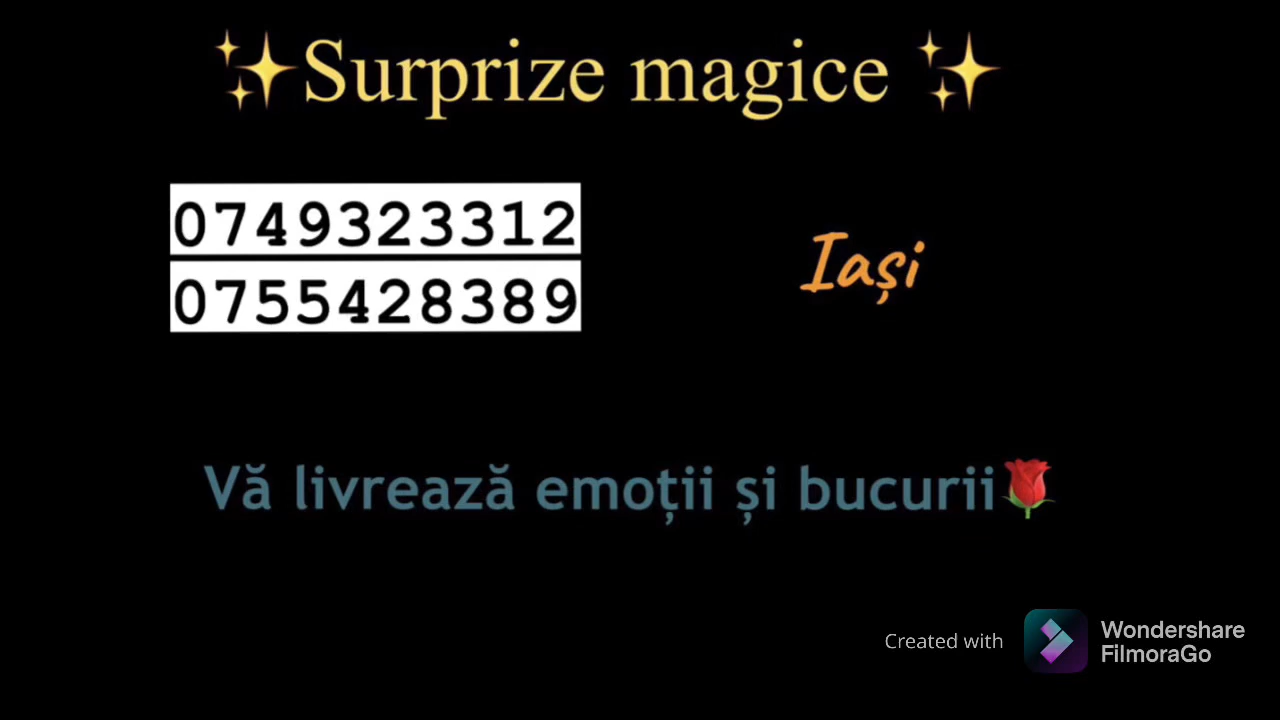 ✨Surprize magice ✨
0749323312
0755428389
Iași
Vă livrează emoții și bucurii🌹
Created with
Wondershare
FilmoraGo